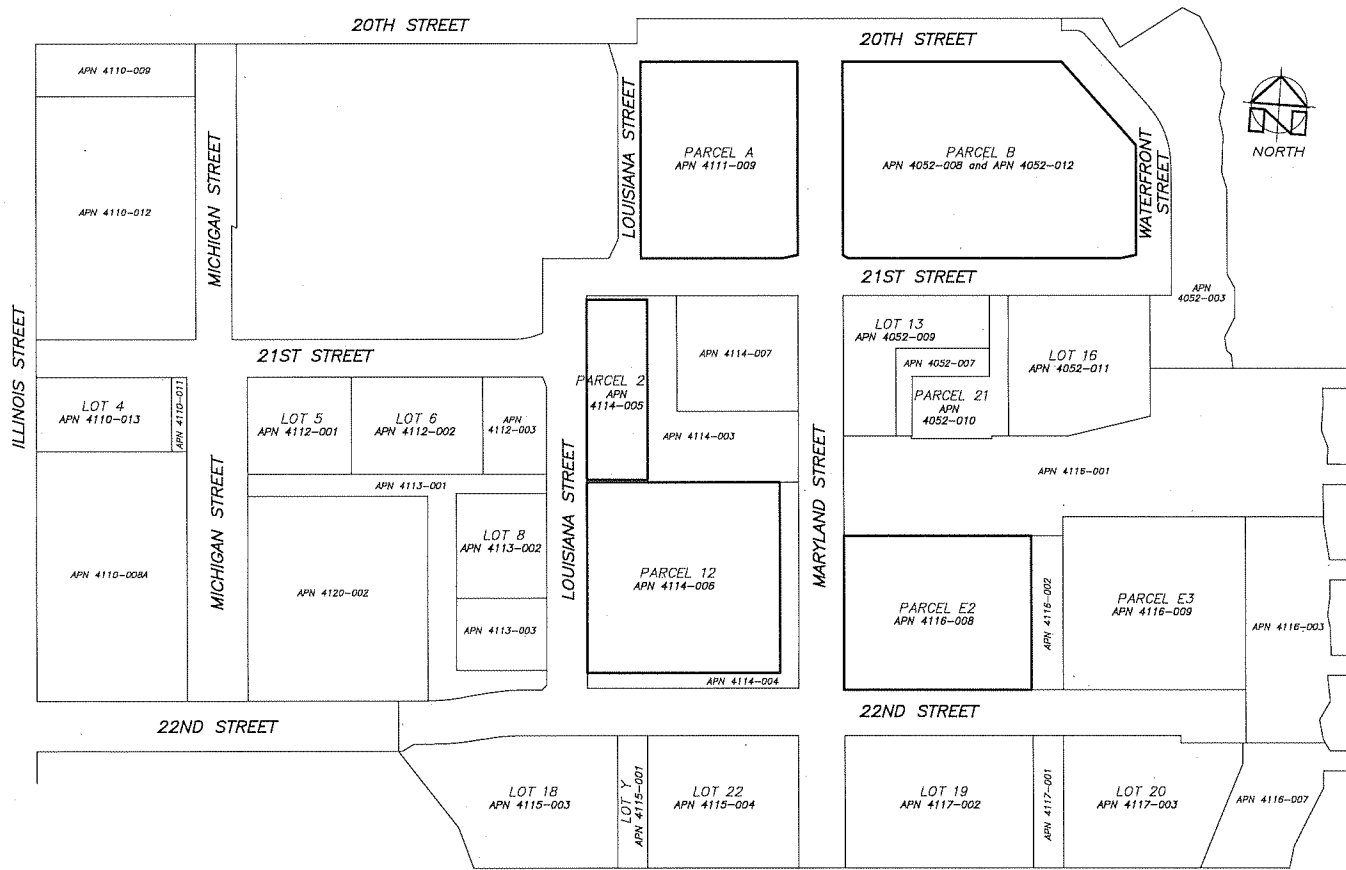 20TH STREET
20TH STREET
APN 4110-009
LOUISIANA STREET
PARCEL A
APN 4111-009
PARCEL B
APN 4052-008 and APN 4052-012
NORTH
MICHIGAN STREET
APN 4110-012
WATERFRONT
STREET
21ST STREET
APN
4052-003
ILLINOIS STREET
21ST STREET
LOT 13
APN 4052-009
APN 4052-007
PARCEL 21
APN
4052-010
LOT 16
APN 4052-011
APN 4114-007
PARCEL 2
APN
4114-005
APN 4114-003
LOT 4
APN 4110-013
APN 4110-011
LOT 5
APN 4112-001
LOT 6
APN 4112-002
APN
4112-003
APN 4116-001
APN 4113-001
MICHIGAN STREET
LOUISIANA STREET
MARYLAND STREET
LOT 8
APN 4113-002
APN 4110-008A
APN 4120-002
APN 4113-003
PARCEL 12
APN 4114-006
PARCEL E2
APN 4116-008
APN 4116-002
PARCEL E3
APN 4116-009
APN 4116-003
APN 4114-004
22ND STREET
22ND STREET
LOT 18
APN 4115-003
LOT Y
APN 4115-001
LOT 22
APN 4115-004
LOT 19
APN 4117-002
APN 4117-001
LOT 20
APN 4117-003
APN 4116-007